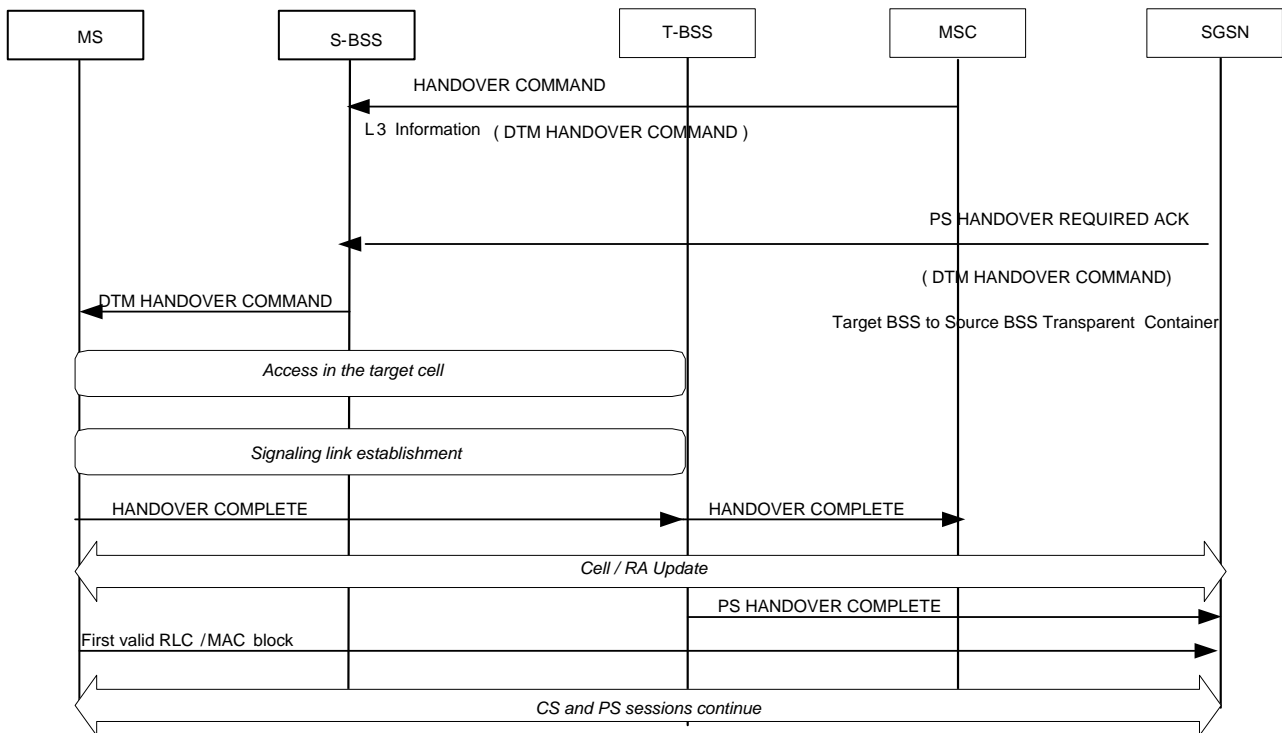 MS
S-BSS
T-BSS
MSC
SGSN
HANDOVER COMMAND
L3 Information ( DTM HANDOVER COMMAND )
PS HANDOVER REQUIRED ACK
( DTM HANDOVER COMMAND)
DTM HANDOVER COMMAND
Target BSS to Source BSS Transparent Container
Access in the target cell
Signaling link establishment
HANDOVER COMPLETE
HANDOVER COMPLETE
Cell / RA Update
PS HANDOVER COMPLETE
First valid RLC /MAC block
CS and PS sessions continue